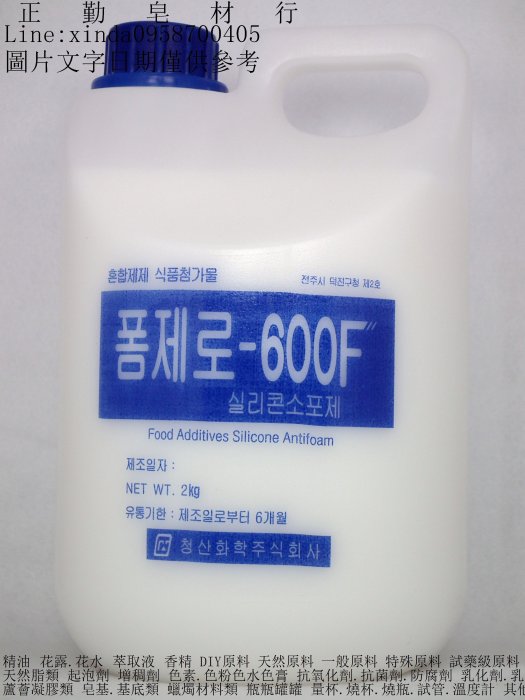 正勤皂材行
Line:xinda0958700405
圖片文字日期僅供參考
혼합제제 식품첨가물
전주시 덕진구청 제2호
폼제로-600F"
실리콘소포제
Food Additives Silicone Antifoam
제조일자 :
NET WT. 2kg
유통기한 : 제조일로부터 6개월
청산화학주식회사
精油 花露.花水 萃取液 香精 DIY原料 天然原料 一般原料 特殊原料 試藥級原料
天然脂類 起泡劑 增稠劑 色素.色粉色水色膏 抗氧化劑.抗菌劑.防腐劑 乳化劑.乳
蘆薈凝膠類 皂基.基底類 蠟燭材料類 瓶瓶罐罐 量杯.燒杯.燒瓶.試管.溫度計